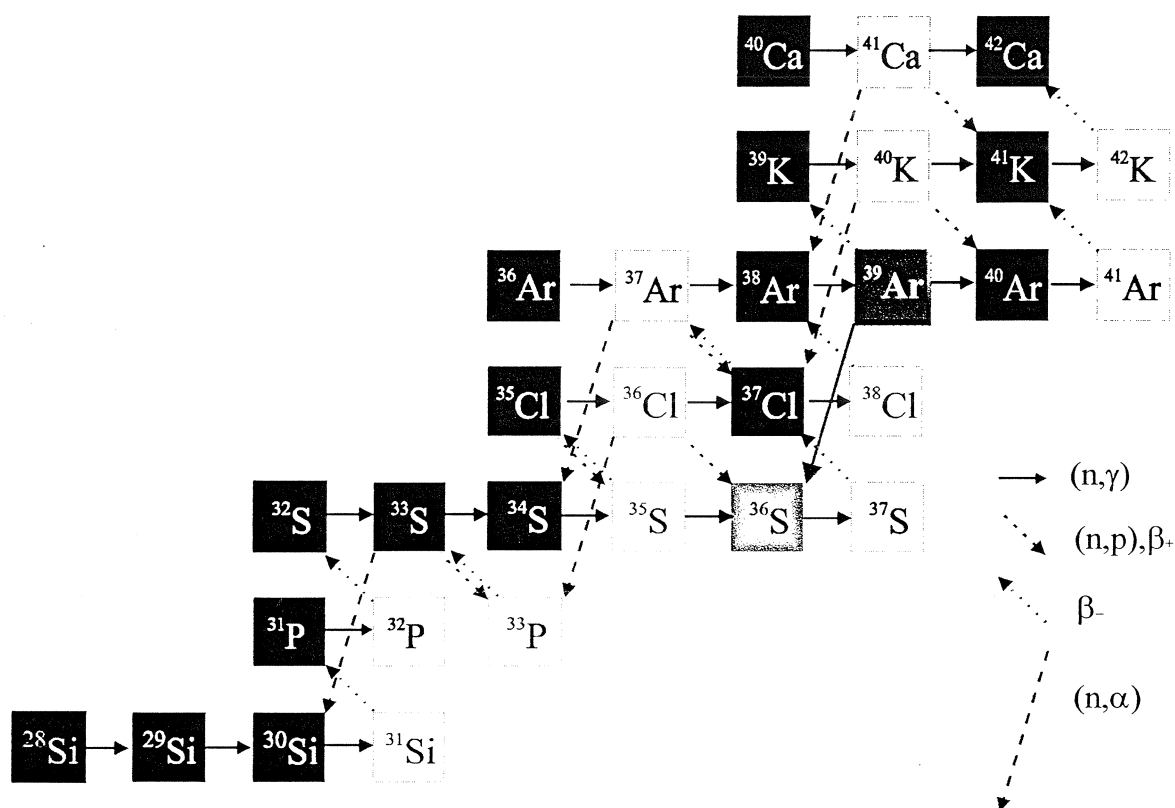 ⁴⁰Ca ⁴¹Ca ⁴²Ca
³⁹K ⁴⁰K ⁴¹K ⁴²K
³⁶Ar ³⁷Ar ³⁸Ar ³⁹Ar ⁴⁰Ar ⁴¹Ar
³⁵Cl ³⁶Cl ³⁷Cl ³⁸Cl
(n,γ)
³²S ³³S ³⁴S ³⁵S ³⁶S ³⁷S
(n,p),β₊
³¹P ³²P ³³P
β₋
(n,α)
²⁸Si ²⁹Si ³⁰Si ³¹Si